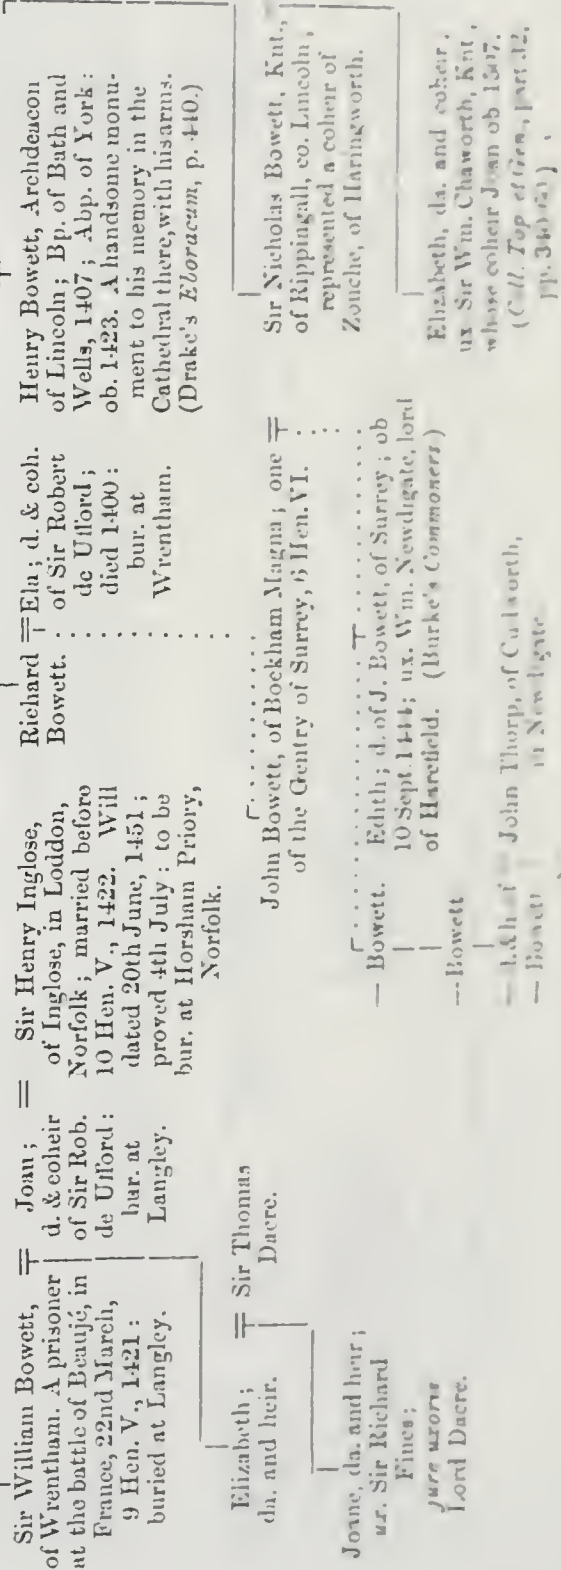 Sir William Bowett,
of Wrentham. A prisoner
at the battle of Beaujé, in
France, 22nd March,
9 Hen. V., 1421:
buried at Langley.
Joan;
d. & coheir
of Sir Rob.
de Ufford:
bur. at
Langley.
Sir Henry Inglose,
of Inglose, in Loddon,
Norfolk; married before
10 Hen. V., 1422. Will
dated 20th June, 1451;
proved 4th July: to be
bur. at Horsham Priory,
Norfolk.
Richard
Bowett.
Ela; d. & coh.
of Sir Robert
de Ufford;
died 1400:
bur. at
Wrentham.
Henry Bowett, Archdeacon
of Lincoln; Bp. of Bath and
Wells, 1407; Abp. of York:
ob. 1423. A handsome monu-
ment to his memory in the
Cathedral there, with his arms.
(Drake's Eboracum, p. 440.)
Elizabeth;
da. and heir.
Sir Thomas
Dacre.
John Bowett, of Bockham Magna; one
of the Gentry of Surrey, 6 Hen. VI.
Sir Nicholas Bowett, Knt.,
of Rippingall, co. Lincoln,
represented a coheir of
Zouche, of Haringworth.
Joane, da. and heir;
ux. Sir Richard
Fines;
jure uxoris
Lord Dacre.
— Bowett.
Edith; d. of J. Bowett, of Surrey; ob
10 Sept. 1444; ux. Wm. Newdigate, lord
of Harefield. (Burke's Commoners.)
Elizabeth, da. and coheir,
ux Sir Wm. Chaworth, Knt,
whose coheir Joan ob 1507.
(Coll. Top et Gen., part 12,
— Bowett
John Thorp, of
— Bowett
in Newdigate